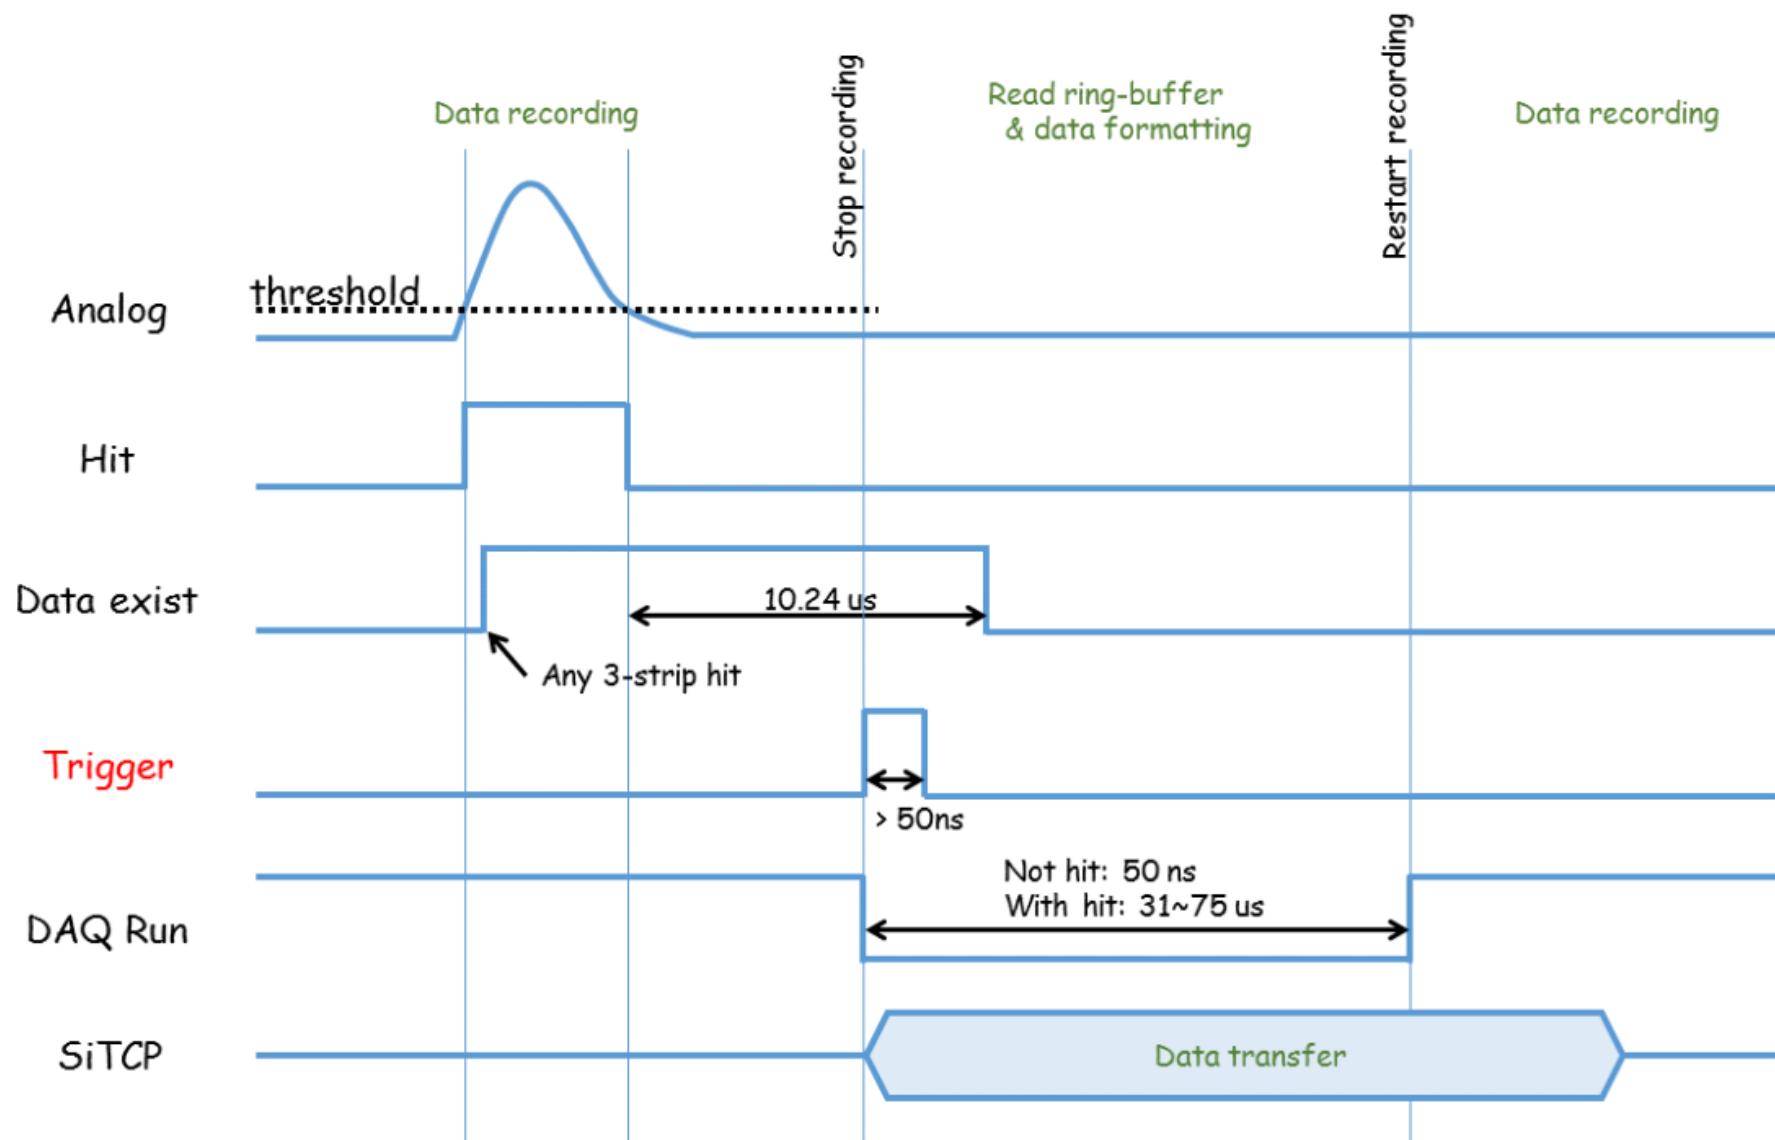 Stop recording
Restart recording
Data recording
Read ring-buffer
& data formatting
Data recording
threshold
Analog
Hit
Data exist
10.24 us
Any 3-strip hit
Trigger
> 50ns
Not hit: 50 ns
With hit: 31~75 us
DAQ Run
SiTCP
Data transfer